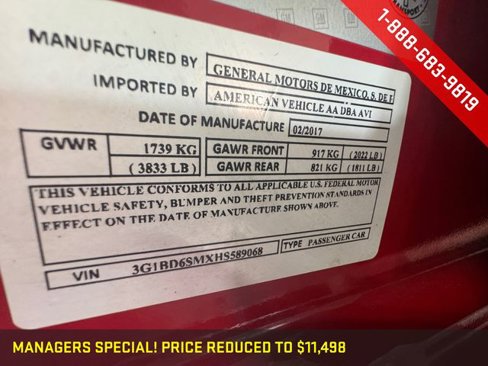 TRANSPORT
1-888-683-9819
MANUFACTURED BY GENERAL MOTORS DE MEXICO, S. DE
IMPORTED BY AMERICAN VEHICLE AA DBA AVI
DATE OF MANUFACTURE 02/2017
GVWR 1739 KG GAWR FRONT 917 KG (2022 LB)
(3833 LB) GAWR REAR 821 KG (1811 LB)
THIS VEHICLE CONFORMS TO ALL APPLICABLE U.S. FEDERAL MOTOR
VEHICLE SAFETY, BUMPER AND THEFT PREVENTION STANDARDS IN
EFFECT ON THE DATE OF MANUFACTURE SHOWN ABOVE.
VIN 3G1BD6SMXHS589068 TYPE PASSENGER CAR
MANAGERS SPECIAL! PRICE REDUCED TO $11,498